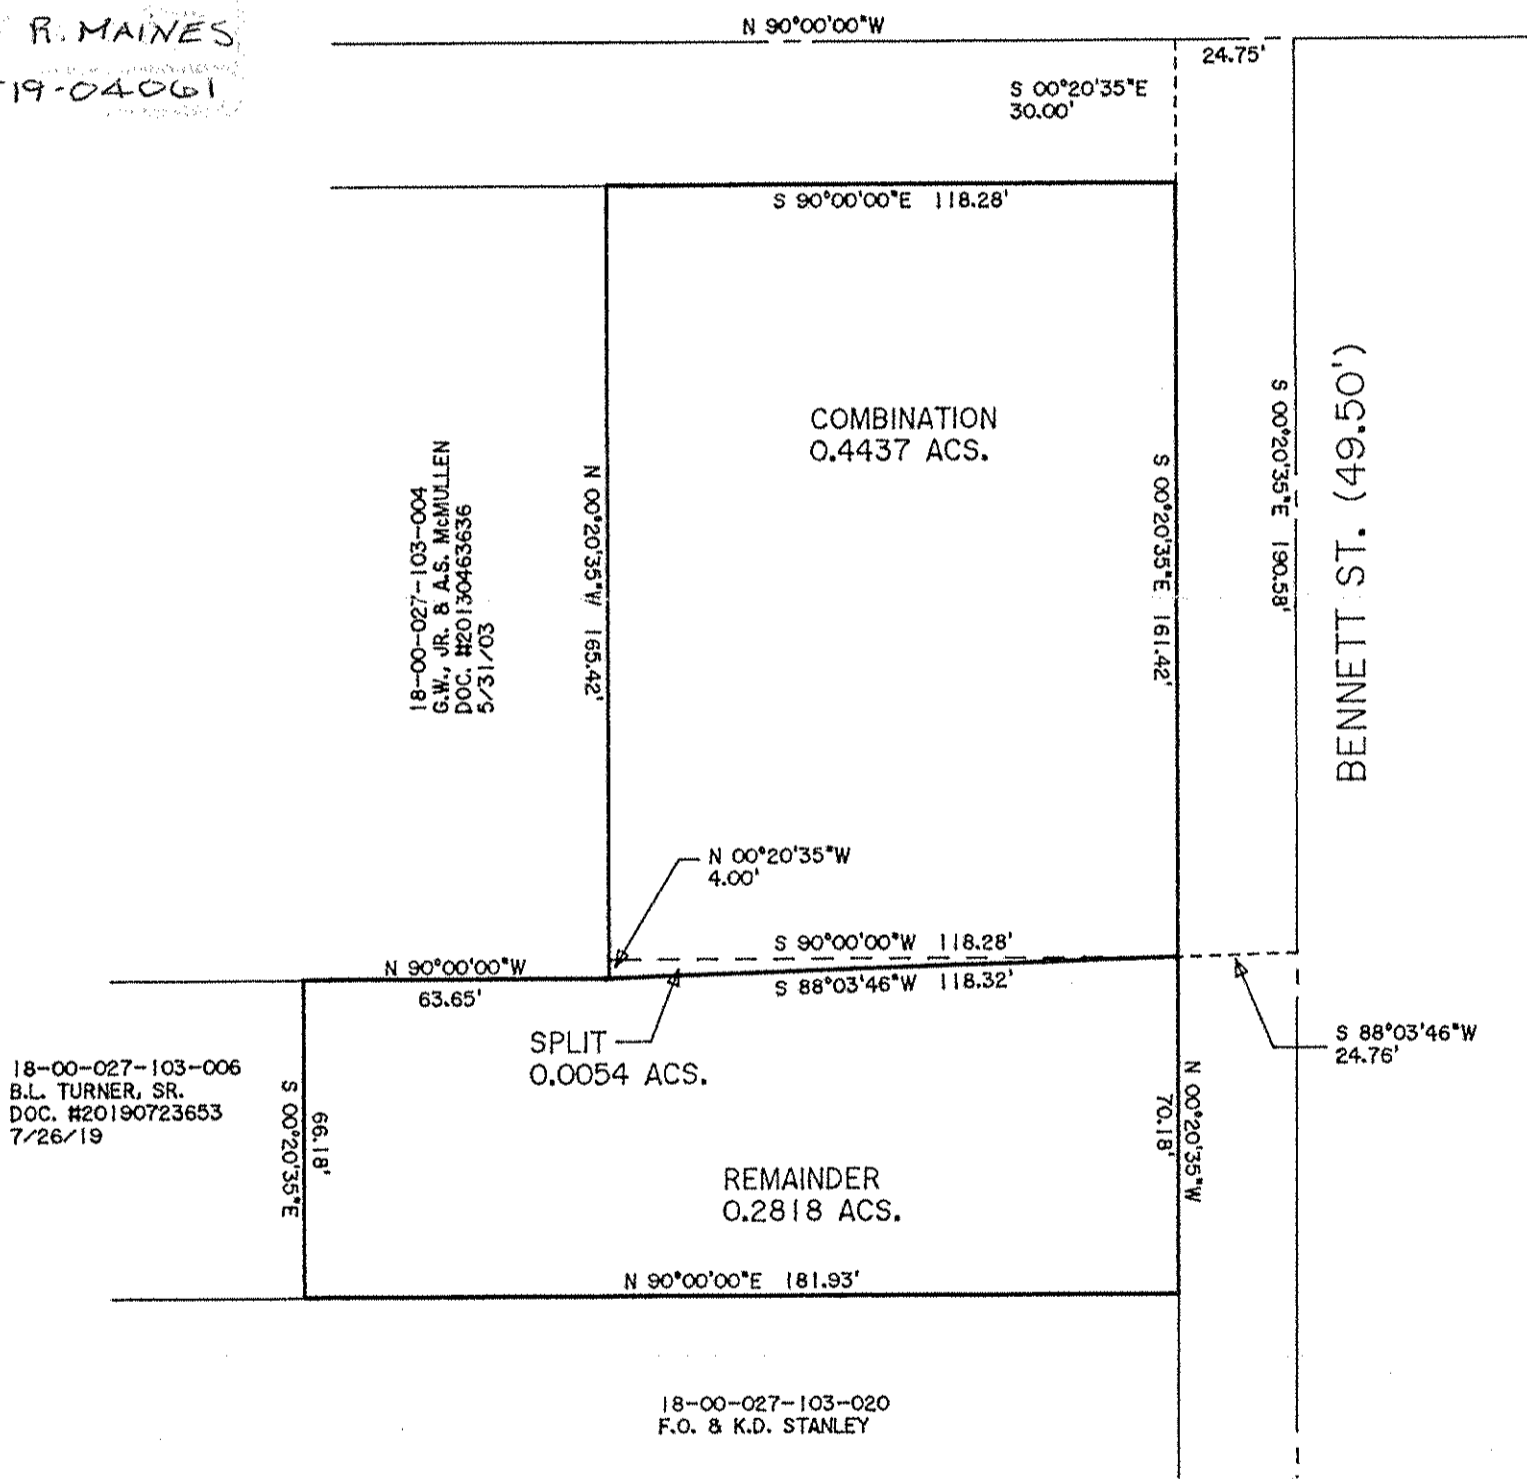 R. MAINES
19-04061
N 90°00'00"W
24.75'
S 00°20'35"E
30.00'
S 90°00'00"E 118.28'
COMBINATION
0.4437 ACS.
18-00-027-103-004
G.W., JR. & A.S. McMULLEN
DOC. #20130463636
5/31/03
N 00°20'35"W 165.42'
S 00°20'35"E 161.42'
S 00°20'35"E 190.58'
BENNETT ST. (49.50')
N 00°20'35"W
4.00'
S 90°00'00"W 118.28'
S 88°03'46"W 118.32'
N 90°00'00"W
63.65'
SPLIT
0.0054 ACS.
S 88°03'46"W
24.76'
18-00-027-103-006
B.L. TURNER, SR.
DOC. #20190723653
7/26/19
S 00°20'35"E
66.18'
70.18'
N 00°20'35"W
REMAINDER
0.2818 ACS.
N 90°00'00"E 181.93'
18-00-027-103-020
F.O. & K.D. STANLEY